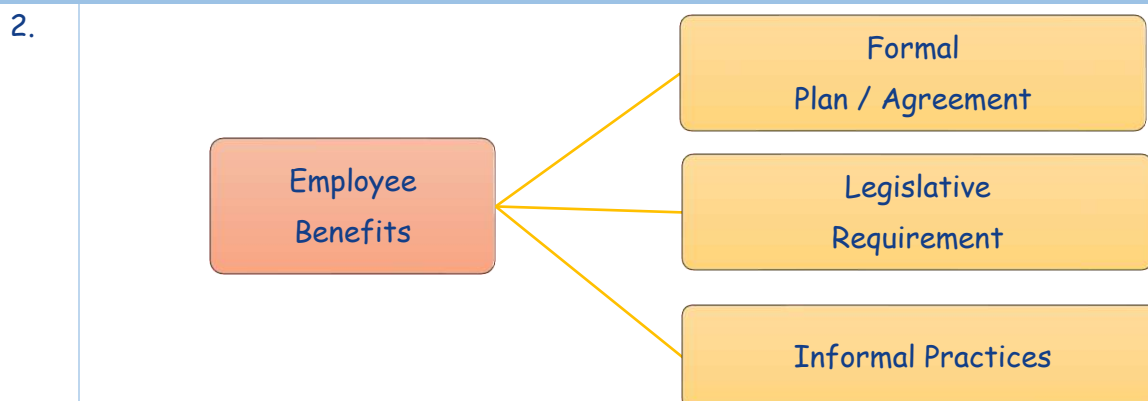 2.
Employee
Benefits
Formal
Plan / Agreement
Legislative
Requirement
Informal Practices